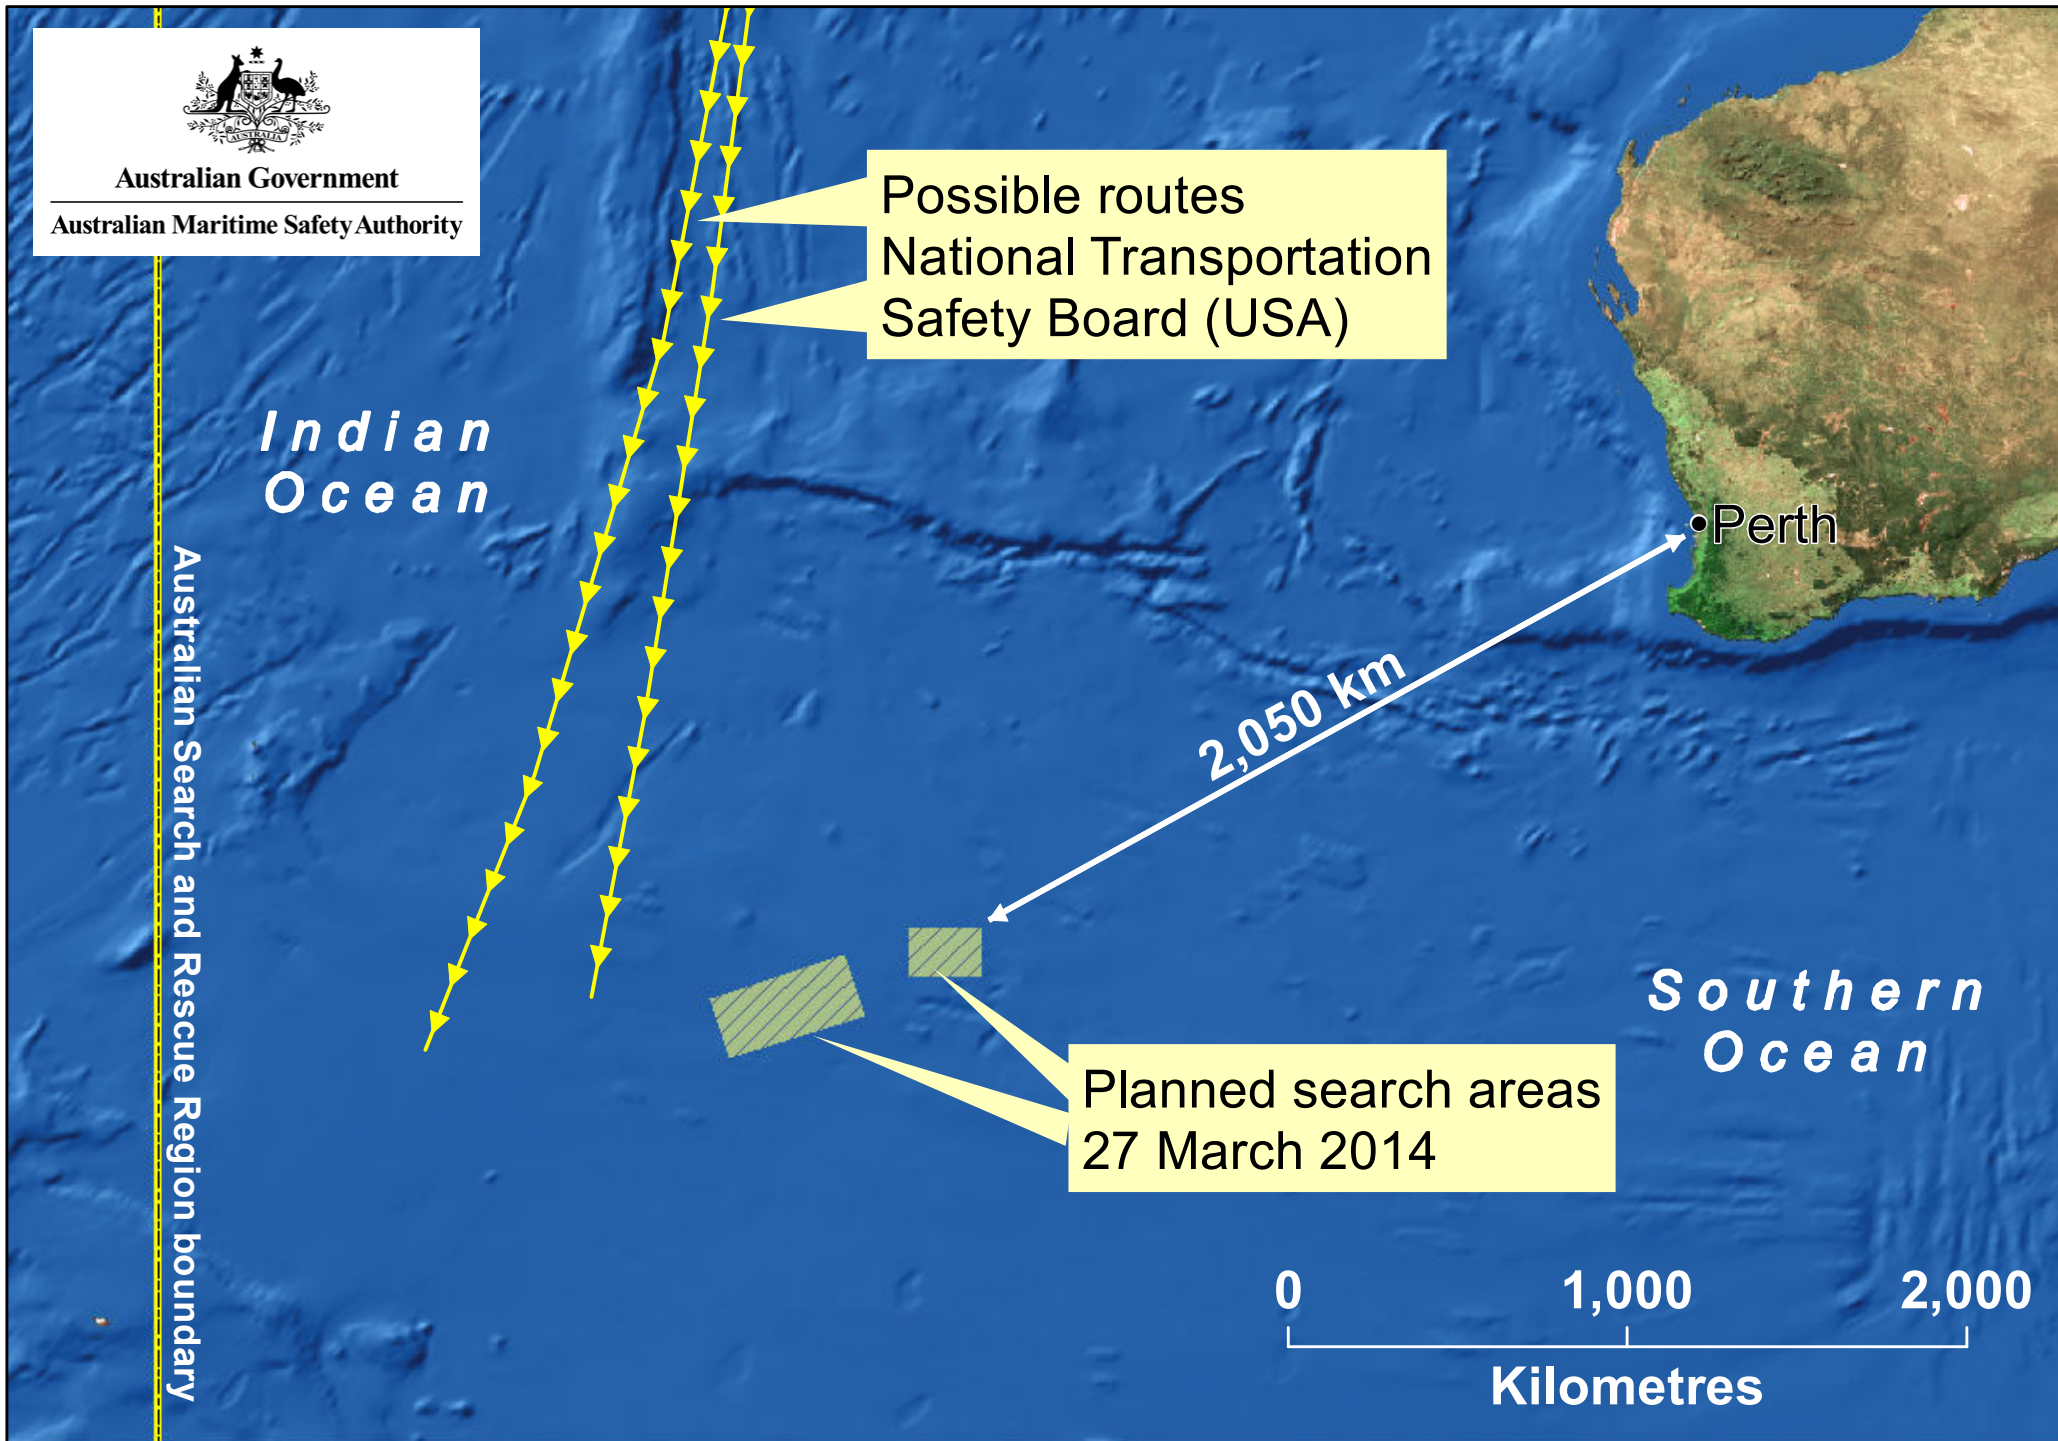 AUSTRALIA
Australian Government
Australian Maritime Safety Authority
Possible routes
National Transportation
Safety Board (USA)
Indian
Ocean
Australian Search and Rescue Region boundary
Perth
2,050 km
Southern
Ocean
Planned search areas
27 March 2014
0 1,000 2,000
Kilometres